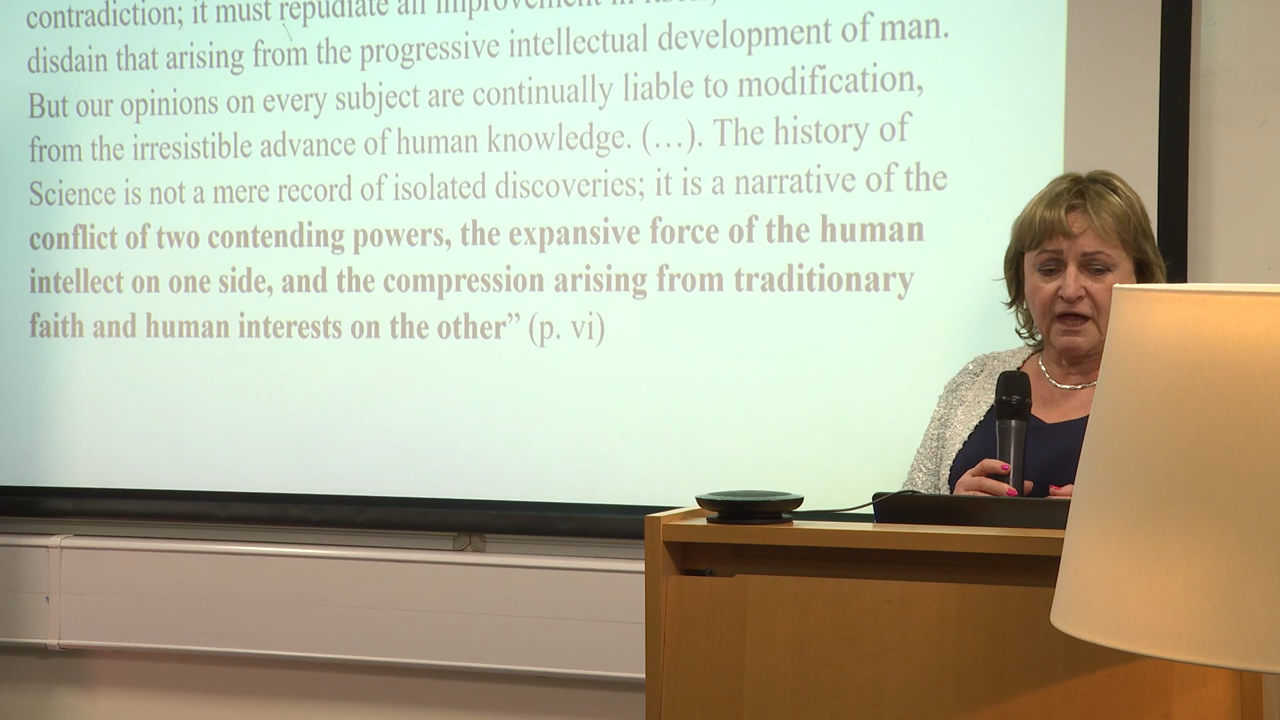 contradiction; it must repudiate all improvement in itself,
disdain that arising from the progressive intellectual development of man.
But our opinions on every subject are continually liable to modification,
from the irresistible advance of human knowledge. (…). The history of
Science is not a mere record of isolated discoveries; it is a narrative of the
conflict of two contending powers, the expansive force of the human
intellect on one side, and the compression arising from traditionary
faith and human interests on the other” (p. vi)